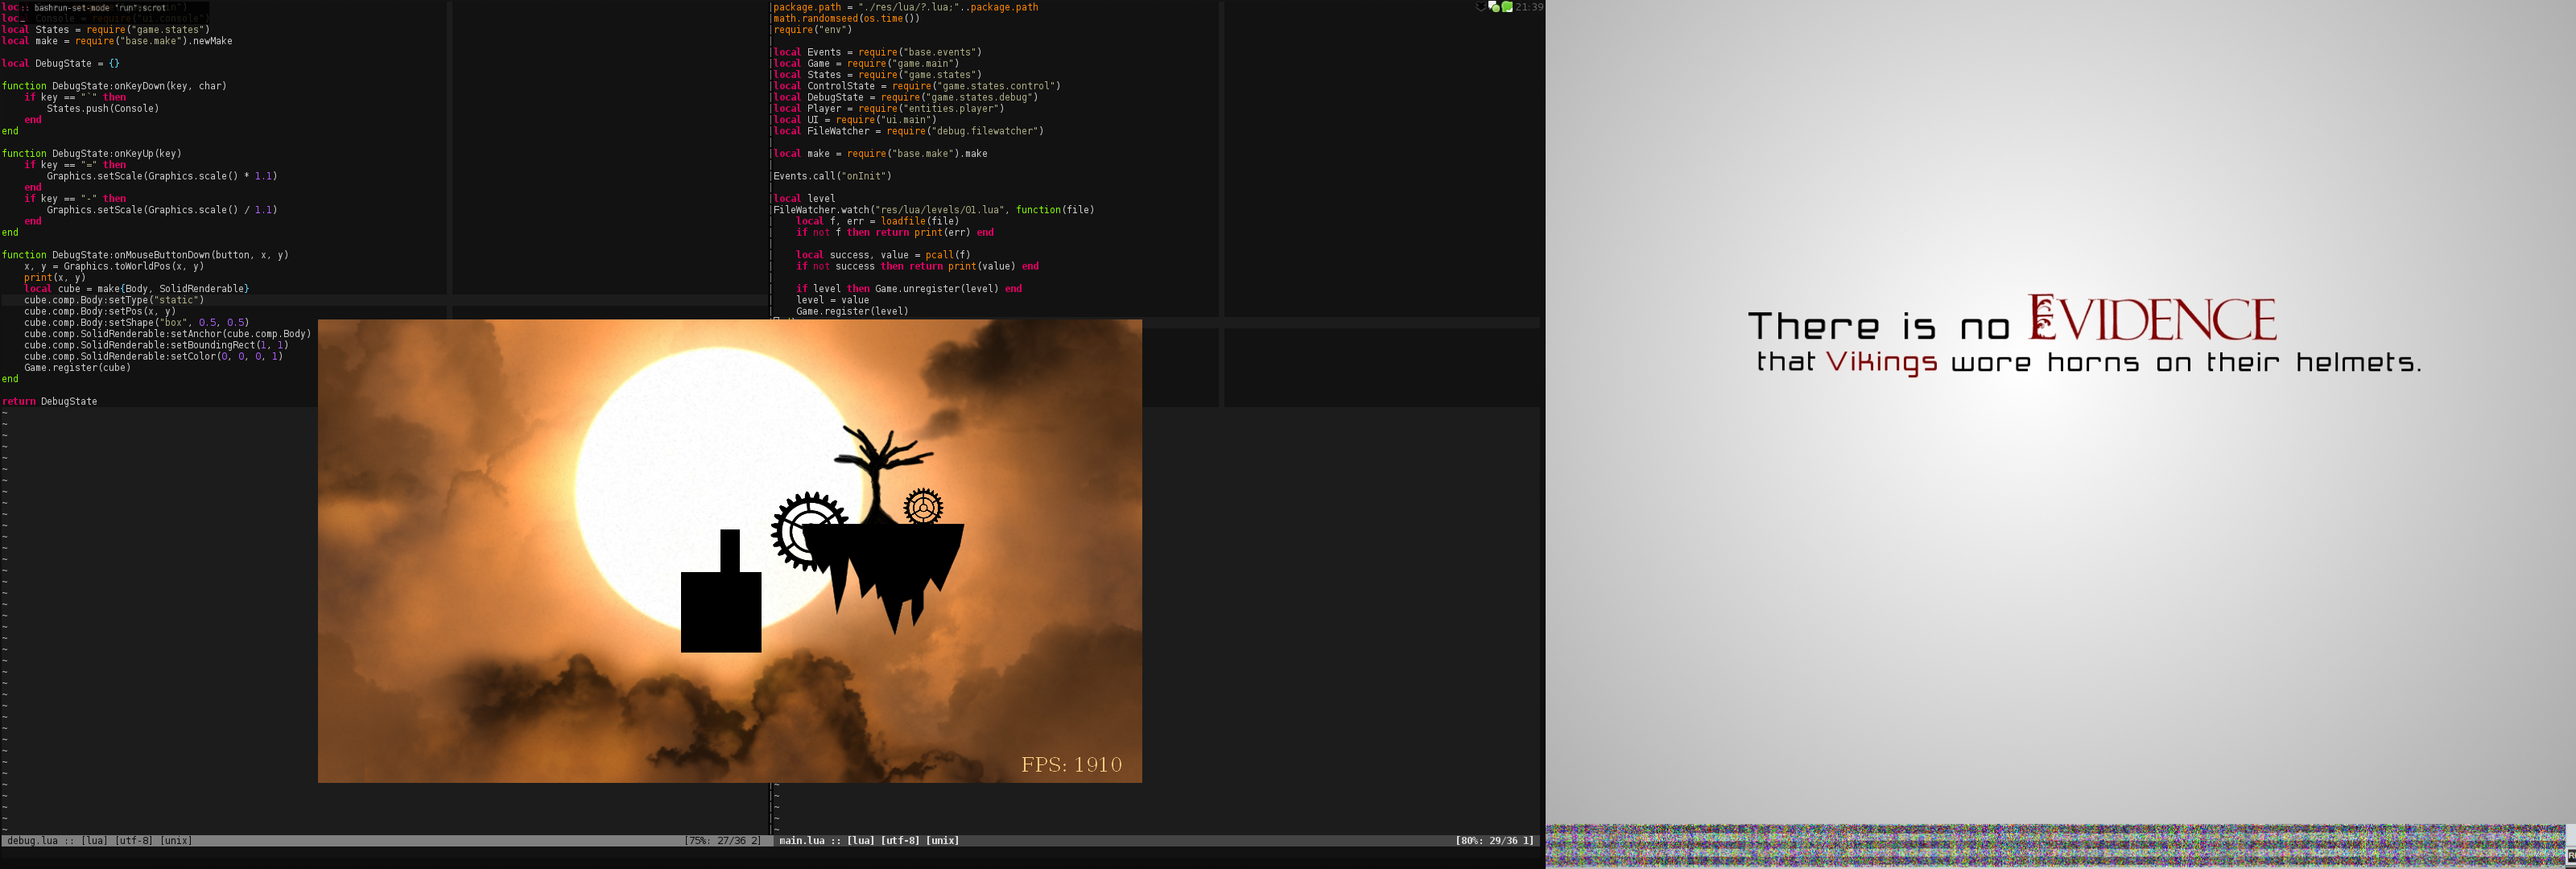 :: bashrun-set-mode "run";scrot
local Console = require("ui.console")
local States = require("game.states")
local make = require("base.make").newMake
local DebugState = {}
function DebugState:onKeyDown(key, char)
if key == "`" then
States.push(Console)
end
end
function DebugState:onKeyUp(key)
if key == "=" then
Graphics.setScale(Graphics.scale() * 1.1)
end
if key == "-" then
Graphics.setScale(Graphics.scale() / 1.1)
end
end
function DebugState:onMouseButtonDown(button, x, y)
x, y = Graphics.toWorldPos(x, y)
print(x, y)
local cube = make{Body, SolidRenderable}
cube.comp.Body:setType("static")
cube.comp.Body:setPos(x, y)
cube.comp.Body:setShape("box", 0.5, 0.5)
cube.comp.SolidRenderable:setAnchor(cube.comp.Body)
cube.comp.SolidRenderable:setBoundingRect(1, 1)
cube.comp.SolidRenderable:setColor(0, 0, 0, 1)
Game.register(cube)
end
return DebugState
debug.lua :: [lua] [utf-8] [unix] [75%: 27/36 2]
package.path = "./res/lua/?.lua;"..package.path
math.randomseed(os.time())
require("env")
local Events = require("base.events")
local Game = require("game.main")
local States = require("game.states")
local ControlState = require("game.states.control")
local DebugState = require("game.states.debug")
local Player = require("entities.player")
local UI = require("ui.main")
local FileWatcher = require("debug.filewatcher")
local make = require("base.make").make
Events.call("onInit")
local level
FileWatcher.watch("res/lua/levels/01.lua", function(file)
local f, err = loadfile(file)
if not f then return print(err) end
local success, value = pcall(f)
if not success then return print(value) end
if level then Game.unregister(level) end
level = value
Game.register(level)
main.lua :: [lua] [utf-8] [unix] [80%: 29/36 1]
21:39
FPS: 1910
There is no EVIDENCE
that Vikings wore horns on their helmets.